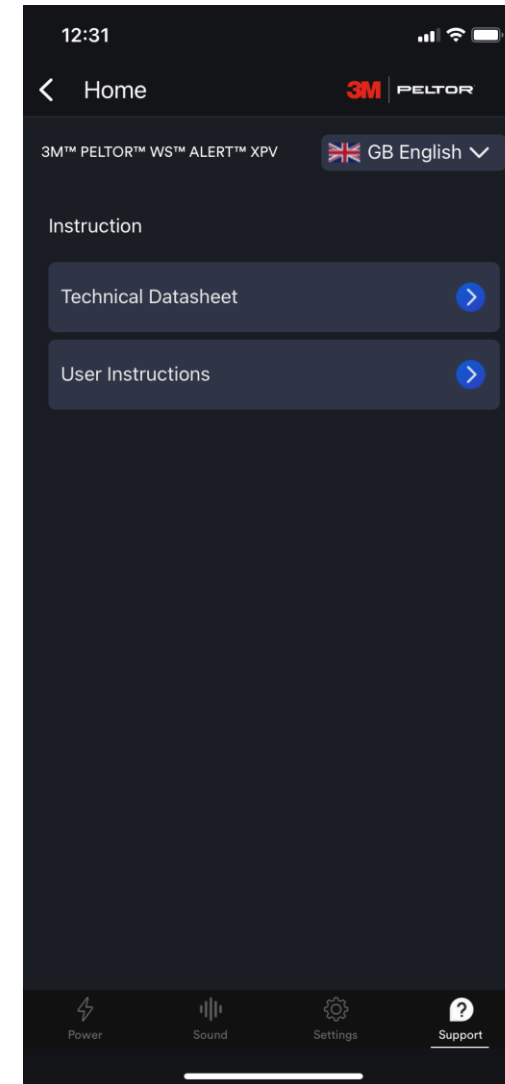 12:31
Home
3M PELTOR
3M™ PELTOR™ WS™ ALERT™ XPV
GB English
Instruction
Technical Datasheet
User Instructions
Power Sound Settings Support